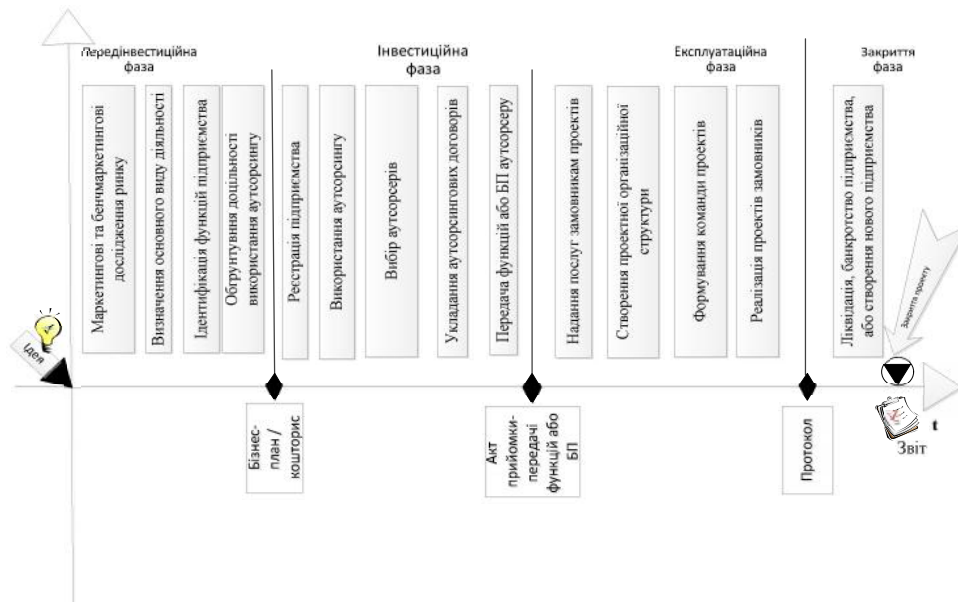 Передінвестиційна
фаза
Інвестиційна
фаза
Експлуатаційна
фаза
Закриття
фаза
Маркетингові та бенчмаркетингові
дослідження ринку
Визначення основного виду діяльності
Ідентифікація функцій підприємства
Обгрунтувння доцільності
використання аутсорсингу
Реєстрація підприємства
Використання аутсорсингу
Вибір аутсорсерів
Укладання аутсорсингових договорів
Передача функцій або БП аутсорсеру
Надання послуг замовникам проектів
Створення проектної організаційної
структури
Формування команди проектів
Реалізація проектів замовників
Ліквідація, банкротство підприємства,
або створення нового підприємства
Закриття проекту
Ідея
Бізнес-
план /
кошторис
Акт
прийомки-
передачі
функцій або
БП
Протокол
t
Звіт